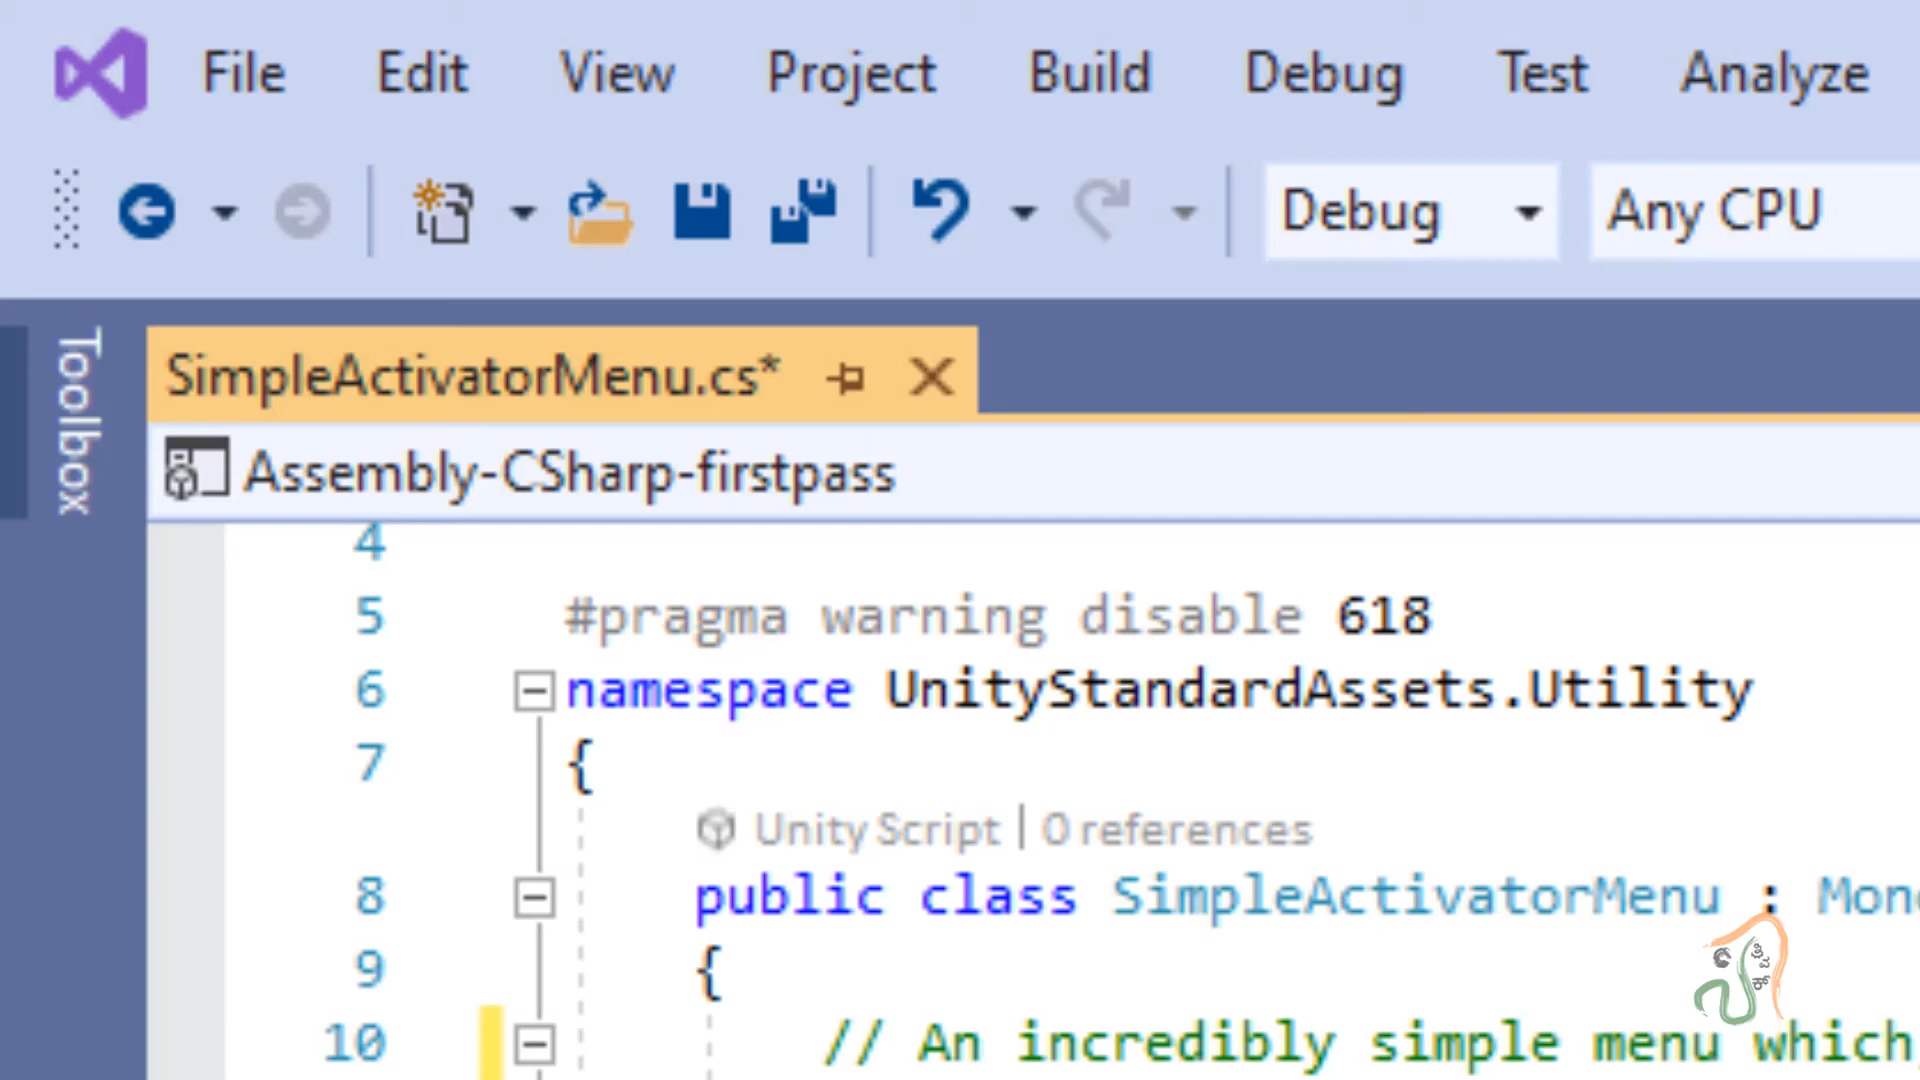 File Edit View Project Build Debug Test Analyze
Debug Any CPU
Toolbox
SimpleActivatorMenu.cs*
Assembly-CSharp-firstpass
4
5 #pragma warning disable 618
6 namespace UnityStandardAssets.Utility
7 {
Unity Script | 0 references
8 public class SimpleActivatorMenu : Mono
9 {
10 // An incredibly simple menu which,